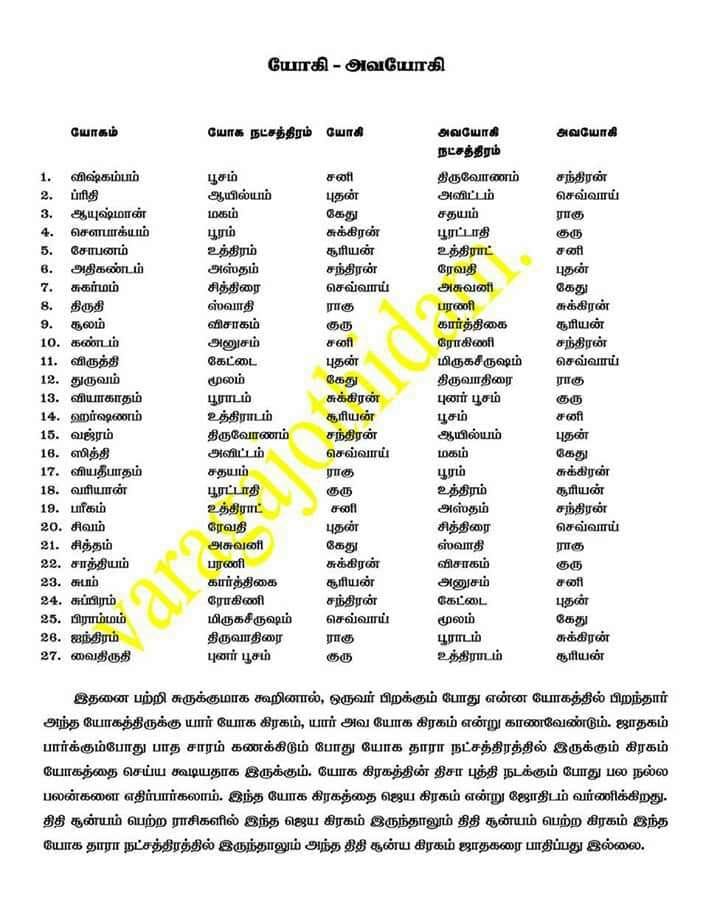 யோகி - அவயோகி
யோகம் யோக நட்சத்திரம் யோகி அவயோகி நட்சத்திரம் அவயோகி
1. விஷ்கம்பம் பூசம் சனி திருவோணம் சந்திரன்
2. ப்ரிதி ஆயில்யம் புதன் அவிட்டம் செவ்வாய்
3. ஆயுஷ்மான் மகம் கேது சதயம் ராகு
4. சௌபாக்யம் பூரம் சுக்கிரன் பூரட்டாதி குரு
5. சோபனம் உத்திரம் சூரியன் உத்திராட் சனி
6. அதிகண்டம் அஸ்தம் சந்திரன் ரேவதி புதன்
7. சுகர்மம் சித்திரை செவ்வாய் அசுவனி கேது
8. திருதி ஸ்வாதி ராகு பரணி சுக்கிரன்
9. சூலம் விசாகம் குரு கார்த்திகை சூரியன்
10. கண்டம் அனுசம் சனி ரோகிணி சந்திரன்
11. விருத்தி கேட்டை புதன் மிருகசீருஷம் செவ்வாய்
12. துருவம் மூலம் கேது திருவாதிரை ராகு
13. வியாகாதம் பூராடம் சுக்கிரன் புனர் பூசம் குரு
14. ஹர்ஷணம் உத்திராடம் சூரியன் பூசம் சனி
15. வஜ்ரம் திருவோணம் சந்திரன் ஆயில்யம் புதன்
16. ஸித்தி அவிட்டம் செவ்வாய் மகம் கேது
17. வியதீபாதம் சதயம் ராகு பூரம் சுக்கிரன்
18. வரியான் பூரட்டாதி குரு உத்திரம் சூரியன்
19. பரிகம் உத்திராட் சனி அஸ்தம் சந்திரன்
20. சிவம் ரேவதி புதன் சித்திரை செவ்வாய்
21. சித்தம் அசுவனி கேது ஸ்வாதி ராகு
22. சாத்தியம் பரணி சுக்கிரன் விசாகம் குரு
23. சுபம் கார்த்திகை சூரியன் அனுசம் சனி
24. சுப்பிரம் ரோகிணி சந்திரன் கேட்டை புதன்
25. பிராம்மம் மிருகசீருஷம் செவ்வாய் மூலம் கேது
26. ஐந்திரம் திருவாதிரை ராகு பூராடம் சுக்கிரன்
27. வைதிருதி புனர் பூசம் குரு உத்திராடம் சூரியன்
varagajothidam.
இதனை பற்றி சுருக்குமாக கூறினால், ஒருவர் பிறக்கும் போது என்ன யோகத்தில் பிறந்தார்
அந்த யோகத்திருக்கு யார் யோக கிரகம், யார் அவ யோக கிரகம் என்று காணவேண்டும். ஜாதகம்
பார்க்கும்போது பாத சாரம் கணக்கிடும் போது யோக தாரா நட்சத்திரத்தில் இருக்கும் கிரகம்
யோகத்தை செய்ய கூடியதாக இருக்கும். யோக கிரகத்தின் திசா புத்தி நடக்கும் போது பல நல்ல
பலன்களை எதிர்பார்கலாம். இந்த யோக கிரகத்தை ஜெய கிரகம் என்று ஜோதிடம் வர்ணிக்கிறது.
திதி சூன்யம் பெற்ற ராசிகளில் இந்த ஜெய கிரகம் இருந்தாலும் திதி சூன்யம் பெற்ற கிரகம் இந்த
யோக தாரா நட்சத்திரத்தில் இருந்தாலும் அந்த திதி சூன்ய கிரகம் ஜாதகரை பாதிப்பது இல்லை.